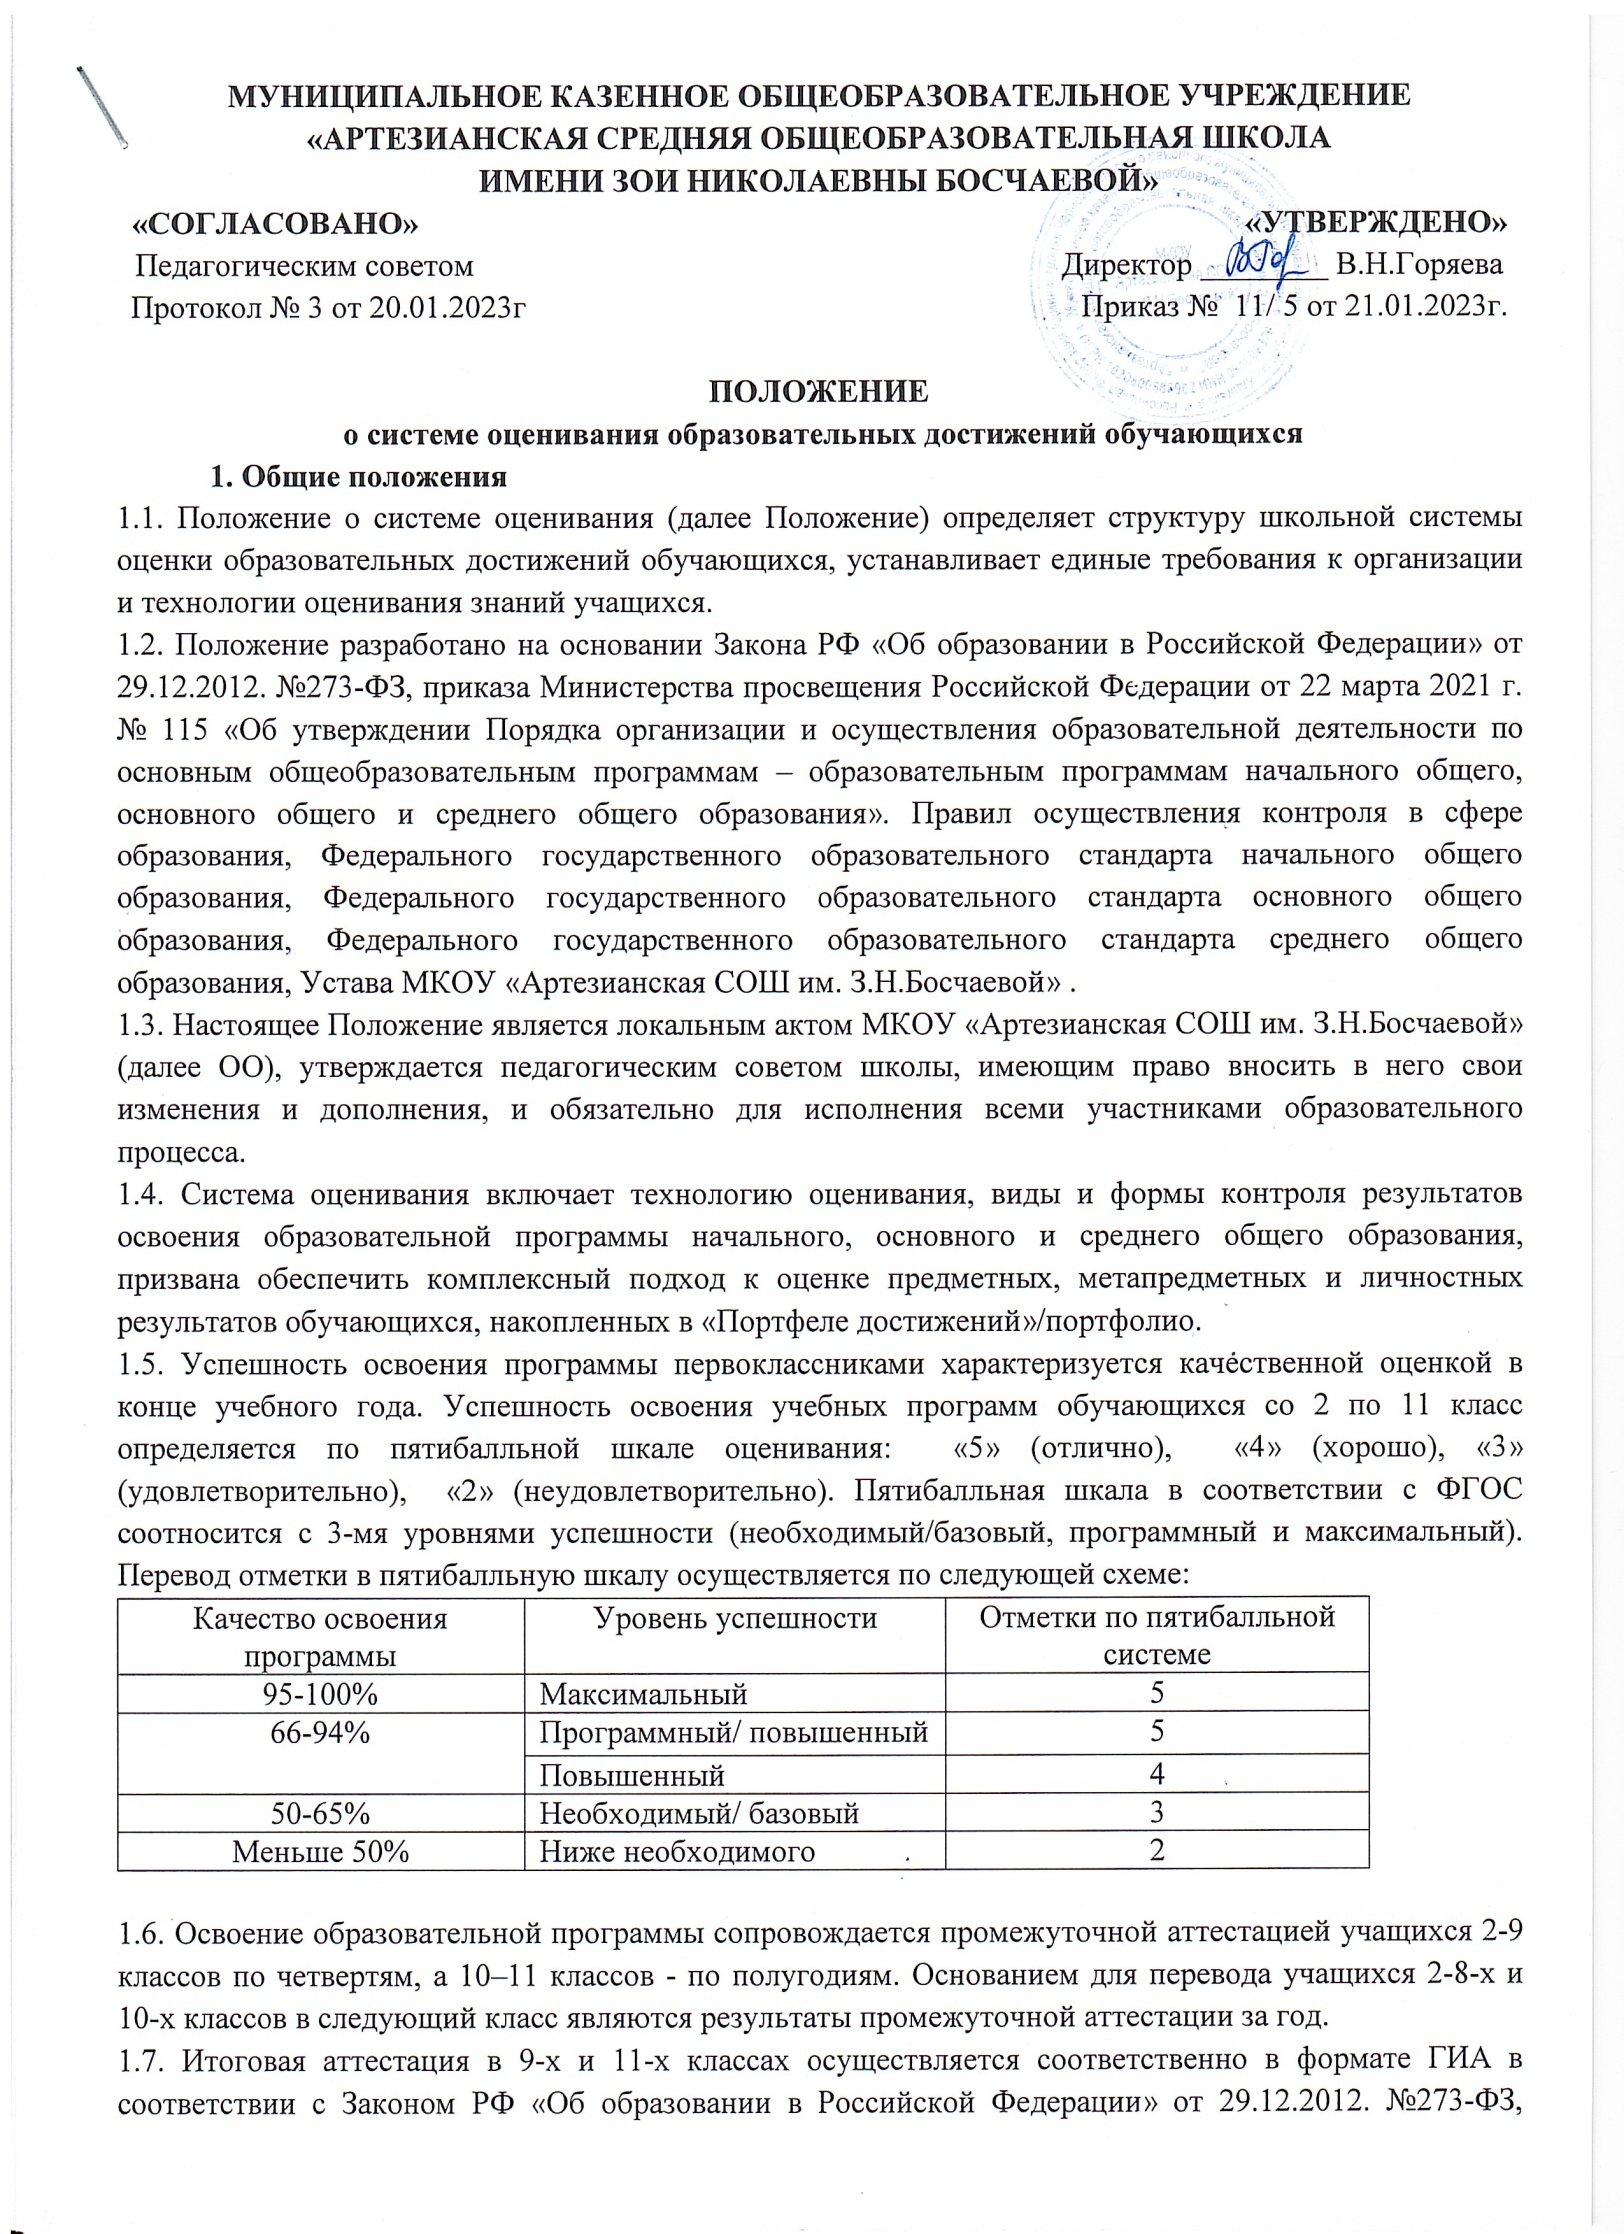 МУНИЦИПАЛЬНОЕ КАЗЕННОЕ ОБЩЕОБРАЗОВАТЕЛЬНОЕ УЧРЕЖДЕНИЕ
«АРТЕЗИАНСКАЯ СРЕДНЯЯ ОБЩЕОБРАЗОВАТЕЛЬНАЯ ШКОЛА
ИМЕНИ ЗОИ НИКОЛАЕВНЫ БОСЧАЕВОЙ»
«СОГЛАСОВАНО» «УТВЕРЖДЕНО»
Педагогическим советом Директор ________ В.Н.Горяева
Протокол № 3 от 20.01.2023г Приказ № 11/ 5 от 21.01.2023г.
ПОЛОЖЕНИЕ
о системе оценивания образовательных достижений обучающихся
1. Общие положения
1.1. Положение о системе оценивания (далее Положение) определяет структуру школьной системы
оценки образовательных достижений обучающихся, устанавливает единые требования к организации
и технологии оценивания знаний учащихся.
1.2. Положение разработано на основании Закона РФ «Об образовании в Российской Федерации» от
29.12.2012. №273-ФЗ, приказа Министерства просвещения Российской Федерации от 22 марта 2021 г.
№ 115 «Об утверждении Порядка организации и осуществления образовательной деятельности по
основным общеобразовательным программам – образовательным программам начального общего,
основного общего и среднего общего образования». Правил осуществления контроля в сфере
образования, Федерального государственного образовательного стандарта начального общего
образования, Федерального государственного образовательного стандарта основного общего
образования, Федерального государственного образовательного стандарта среднего общего
образования, Устава МКОУ «Артезианская СОШ им. З.Н.Босчаевой» .
1.3. Настоящее Положение является локальным актом МКОУ «Артезианская СОШ им. З.Н.Босчаевой»
(далее ОО), утверждается педагогическим советом школы, имеющим право вносить в него свои
изменения и дополнения, и обязательно для исполнения всеми участниками образовательного
процесса.
1.4. Система оценивания включает технологию оценивания, виды и формы контроля результатов
освоения образовательной программы начального, основного и среднего общего образования,
призвана обеспечить комплексный подход к оценке предметных, метапредметных и личностных
результатов обучающихся, накопленных в «Портфеле достижений»/портфолио.
1.5. Успешность освоения программы первоклассниками характеризуется качественной оценкой в
конце учебного года. Успешность освоения учебных программ обучающихся со 2 по 11 класс
определяется по пятибалльной шкале оценивания: «5» (отлично), «4» (хорошо), «3»
(удовлетворительно), «2» (неудовлетворительно). Пятибалльная шкала в соответствии с ФГОС
соотносится с 3-мя уровнями успешности (необходимый/базовый, программный и максимальный).
Перевод отметки в пятибалльную шкалу осуществляется по следующей схеме:
Качество освоения Уровень успешности Отметки по пятибалльной
программы системе
95-100% Максимальный 5
66-94% Программный/ повышенный 5
Повышенный 4
50-65% Необходимый/ базовый 3
Меньше 50% Ниже необходимого 2
1.6. Освоение образовательной программы сопровождается промежуточной аттестацией учащихся 2-9
классов по четвертям, а 10–11 классов - по полугодиям. Основанием для перевода учащихся 2-8-х и
10-х классов в следующий класс являются результаты промежуточной аттестации за год.
1.7. Итоговая аттестация в 9-х и 11-х классах осуществляется соответственно в формате ГИА в
соответствии с Законом РФ «Об образовании в Российской Федерации» от 29.12.2012. №273-ФЗ,